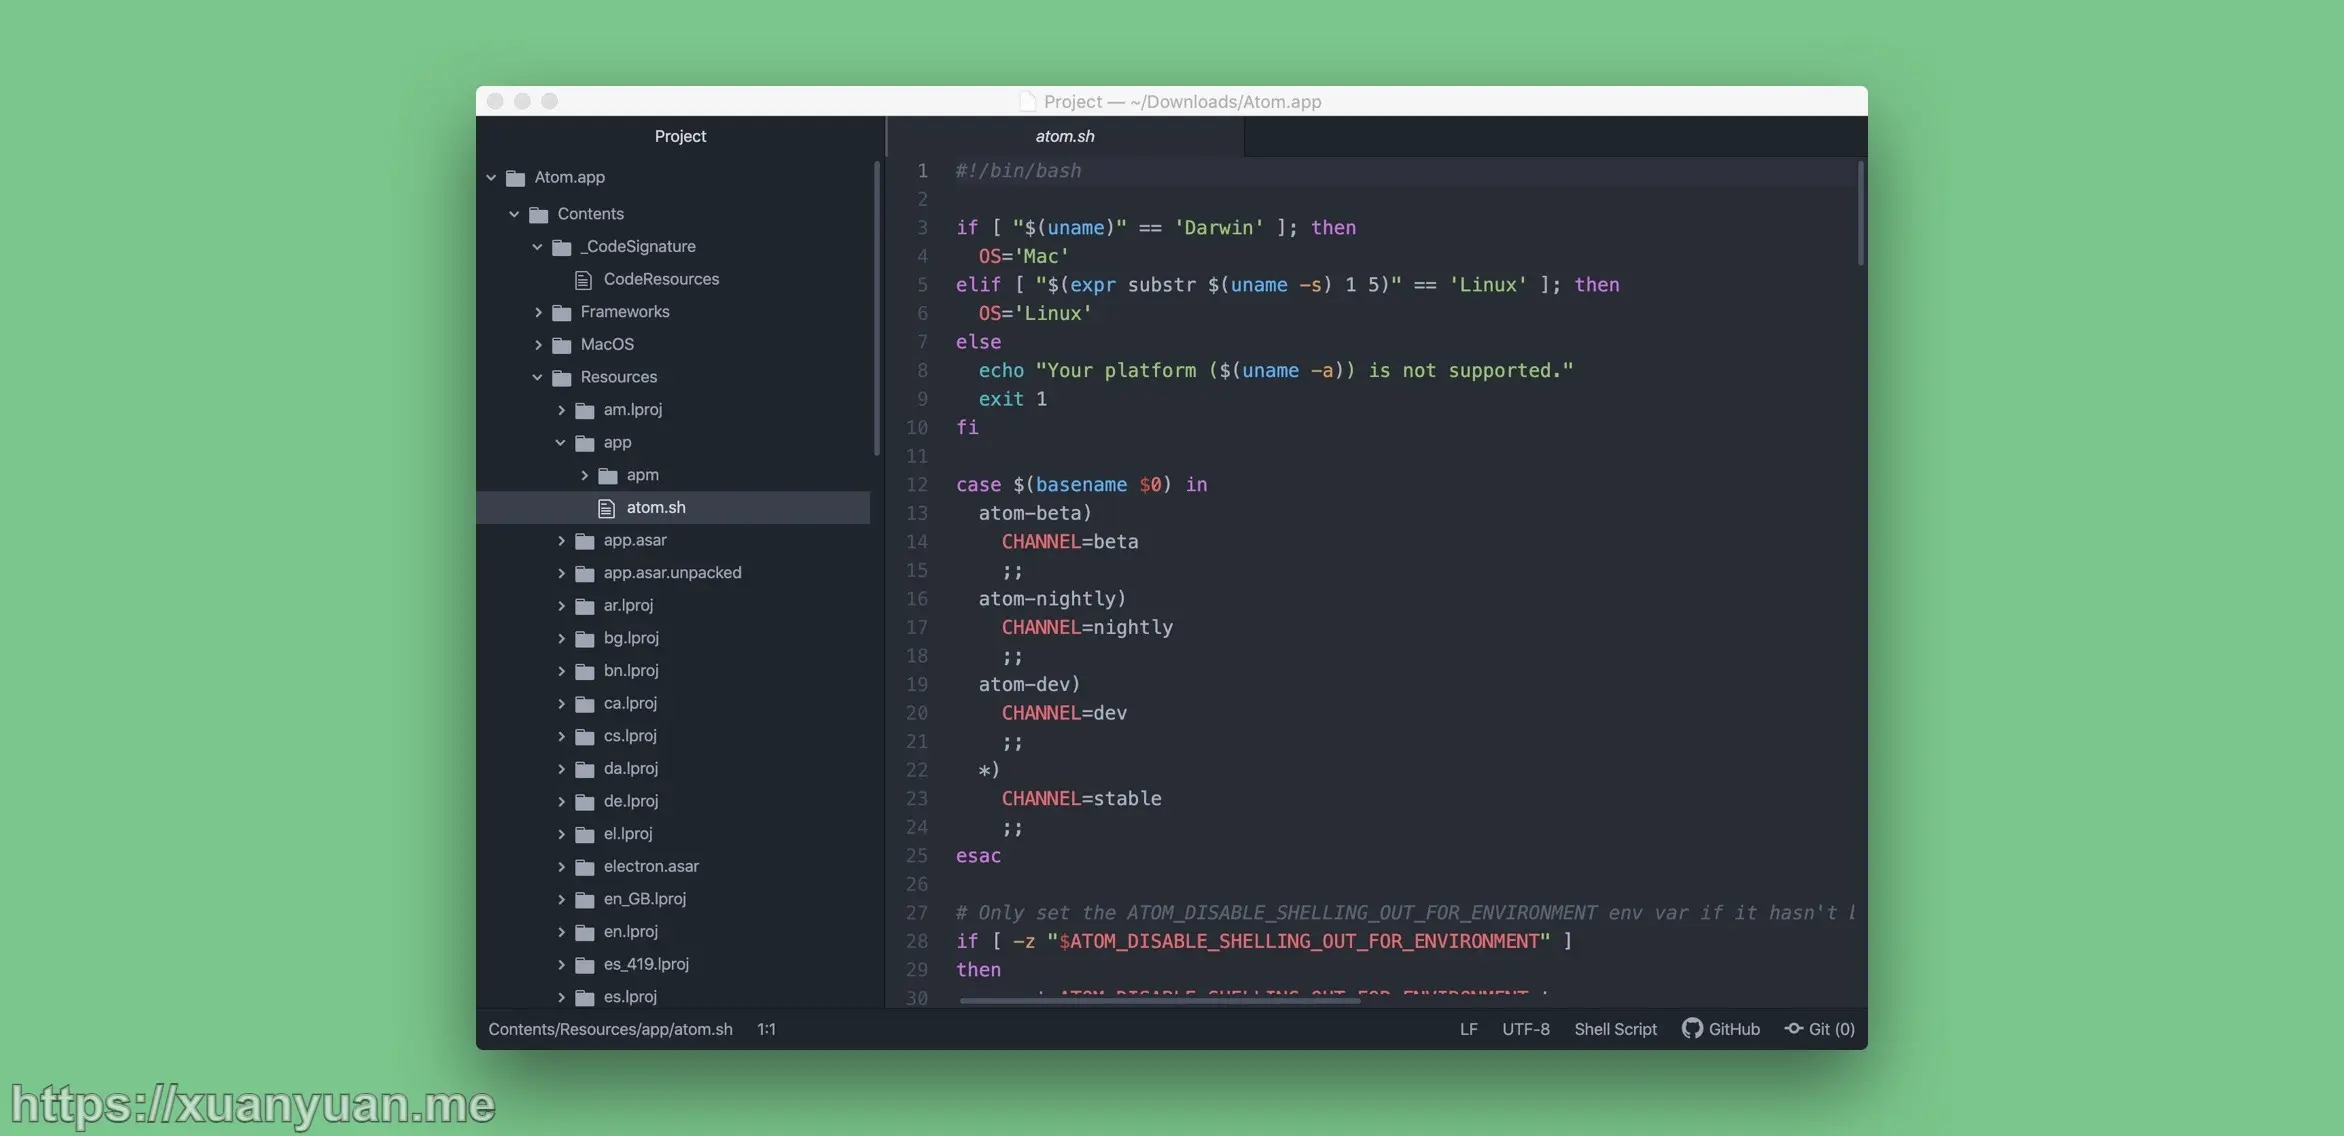 Project — ~/Downloads/Atom.app
Project
Atom.app
Contents
_CodeSignature
CodeResources
Frameworks
MacOS
Resources
am.lproj
app
apm
atom.sh
app.asar
app.asar.unpacked
ar.lproj
bg.lproj
bn.lproj
ca.lproj
cs.lproj
da.lproj
de.lproj
el.lproj
electron.asar
en_GB.lproj
en.lproj
es_419.lproj
es.lproj
atom.sh
1 #!/bin/bash
2
3 if [ "$(uname)" == 'Darwin' ]; then
4 OS='Mac'
5 elif [ "$(expr substr $(uname -s) 1 5)" == 'Linux' ]; then
6 OS='Linux'
7 else
8 echo "Your platform ($(uname -a)) is not supported."
9 exit 1
10 fi
11
12 case $(basename $0) in
13 atom-beta)
14 CHANNEL=beta
15 ;;
16 atom-nightly)
17 CHANNEL=nightly
18 ;;
19 atom-dev)
20 CHANNEL=dev
21 ;;
22 *)
23 CHANNEL=stable
24 ;;
25 esac
26
27 # Only set the ATOM_DISABLE_SHELLING_OUT_FOR_ENVIRONMENT env var if it hasn't
28 if [ -z "$ATOM_DISABLE_SHELLING_OUT_FOR_ENVIRONMENT" ]
29 then
30
Contents/Resources/app/atom.sh 1:1
LF UTF-8 Shell Script GitHub Git (0)
https://xuanyuan.me